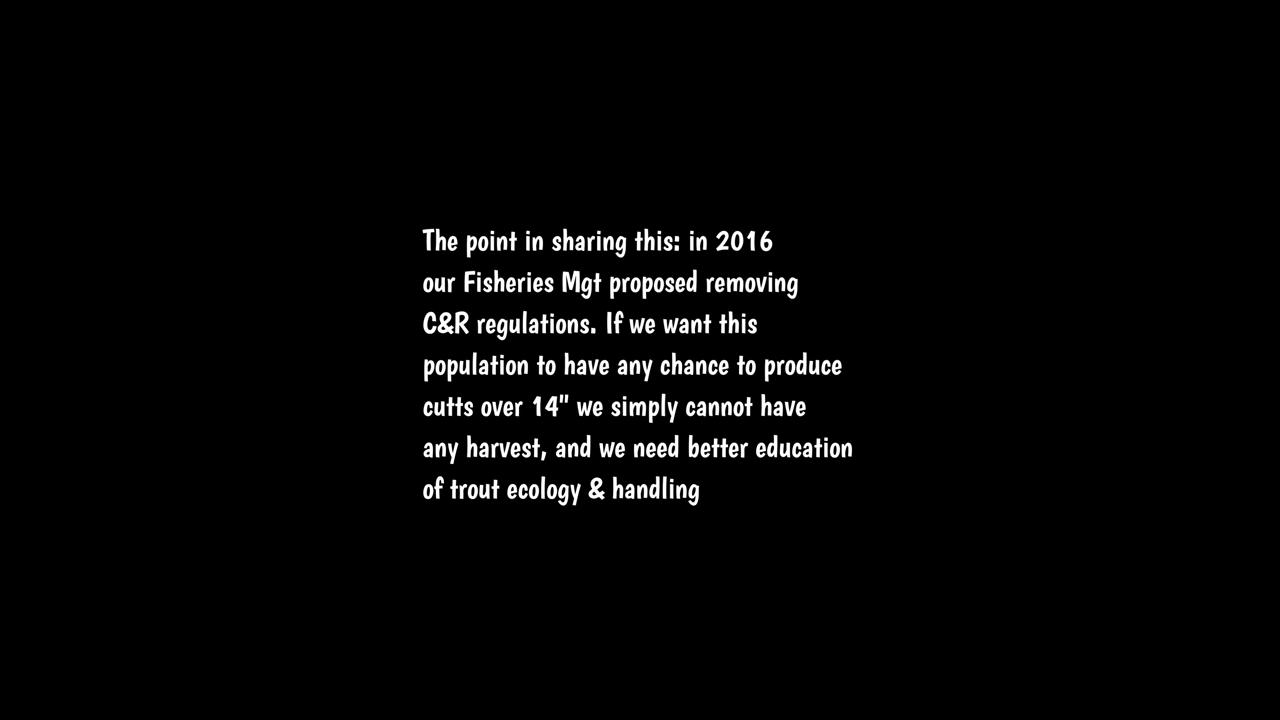 The point in sharing this: in 2016
our Fisheries Mgt proposed removing
C&R regulations. If we want this
population to have any chance to produce
cutts over 14" we simply cannot have
any harvest, and we need better education
of trout ecology & handling